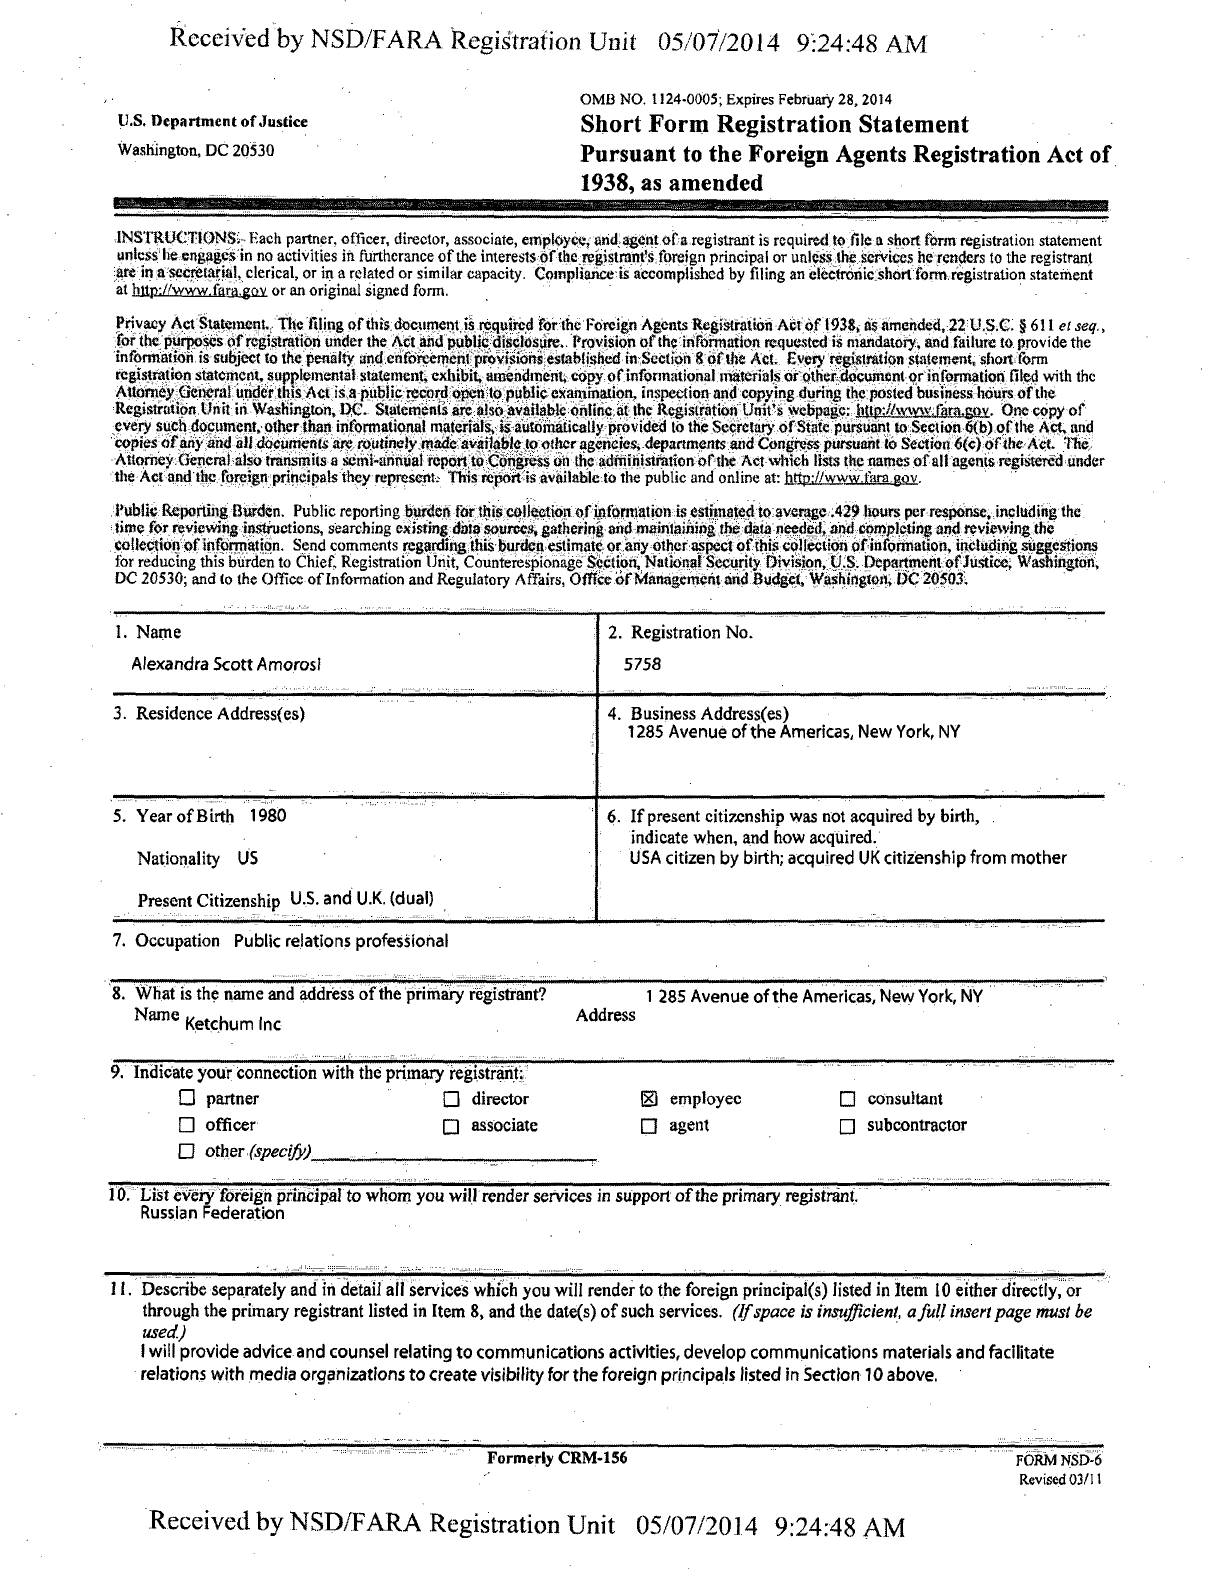 Received by NSD/FARA Registration Unit 05/07/2014 9:24:48 AM
OMB NO. 1124-0005; Expires February 28, 2014
U.S. Department of Justice
Washington, DC 20530
Short Form Registration Statement
Pursuant to the Foreign Agents Registration Act of
1938, as amended
INSTRUCTIONS. Each partner, officer, director, associate, employee, and agent of a registrant is required to file a short form registration statement
unless he engages in no activities in furtherance of the interests of the registrant's foreign principal or unless the services he renders to the registrant
are in a secretarial, clerical, or in a related or similar capacity. Compliance is accomplished by filing an electronic short form registration statement
at http://www.fara.gov or an original signed form.
Privacy Act Statement. The filing of this document is required for the Foreign Agents Registration Act of 1938, as amended, 22 U.S.C. § 611 et seq.,
for the purposes of registration under the Act and public disclosure. Provision of the information requested is mandatory, and failure to provide the
information is subject to the penalty and enforcement provisions established in Section 8 of the Act. Every registration statement, short form
registration statement, supplemental statement, exhibit, amendment, copy of informational materials or other document or information filed with the
Attorney General under this Act is a public record open to public examination, inspection and copying during the posted business hours of the
Registration Unit in Washington, DC. Statements are also available online at the Registration Unit's webpage: http://www.fara.gov. One copy of
every such document, other than informational materials, is automatically provided to the Secretary of State pursuant to Section 6(b) of the Act, and
copies of any and all documents are routinely made available to other agencies, departments and Congress pursuant to Section 6(c) of the Act. The
Attorney General also transmits a semi-annual report to Congress on the administration of the Act which lists the names of all agents registered under
the Act and the foreign principals they represent. This report is available to the public and online at: http://www.fara.gov.
Public Reporting Burden. Public reporting burden for this collection of information is estimated to average .429 hours per response, including the
time for reviewing instructions, searching existing data sources, gathering and maintaining the data needed, and completing and reviewing the
collection of information. Send comments regarding this burden estimate or any other aspect of this collection of information, including suggestions
for reducing this burden to Chief, Registration Unit, Counterespionage Section, National Security Division, U.S. Department of Justice, Washington,
DC 20530; and to the Office of Information and Regulatory Affairs, Office of Management and Budget, Washington, DC 20503.
1. Name
Alexandra Scott Amorosi
2. Registration No.
5758
3. Residence Address(es)
4. Business Address(es)
1285 Avenue of the Americas, New York, NY
5. Year of Birth 1980
Nationality US
Present Citizenship U.S. and U.K. (dual)
6. If present citizenship was not acquired by birth,
indicate when, and how acquired.
USA citizen by birth; acquired UK citizenship from mother
7. Occupation Public relations professional
8. What is the name and address of the primary registrant?
Name Ketchum Inc
Address 1 285 Avenue of the Americas, New York, NY
9. Indicate your connection with the primary registrant:
☐ partner ☐ director ☒ employee ☐ consultant
☐ officer ☐ associate ☐ agent ☐ subcontractor
☐ other (specify)
10. List every foreign principal to whom you will render services in support of the primary registrant.
Russian Federation
11. Describe separately and in detail all services which you will render to the foreign principal(s) listed in Item 10 either directly, or
through the primary registrant listed in Item 8, and the date(s) of such services. (If space is insufficient, a full insert page must be
used.)
I will provide advice and counsel relating to communications activities, develop communications materials and facilitate
relations with media organizations to create visibility for the foreign principals listed in Section 10 above.
Formerly CRM-156
FORM NSD-6
Revised 03/11
Received by NSD/FARA Registration Unit 05/07/2014 9:24:48 AM